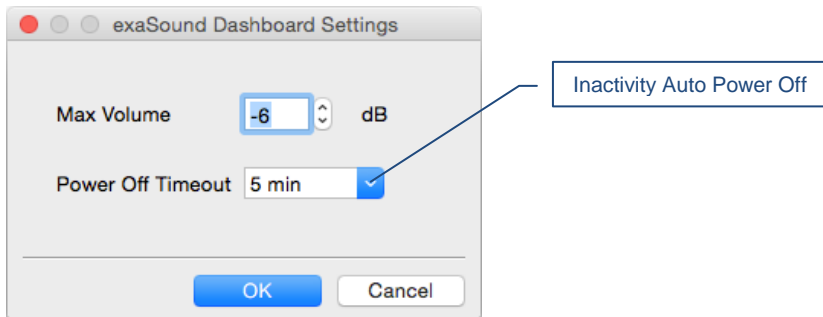 exaSound Dashboard Settings
Inactivity Auto Power Off
Max Volume -6 dB
Power Off Timeout 5 min
OK Cancel